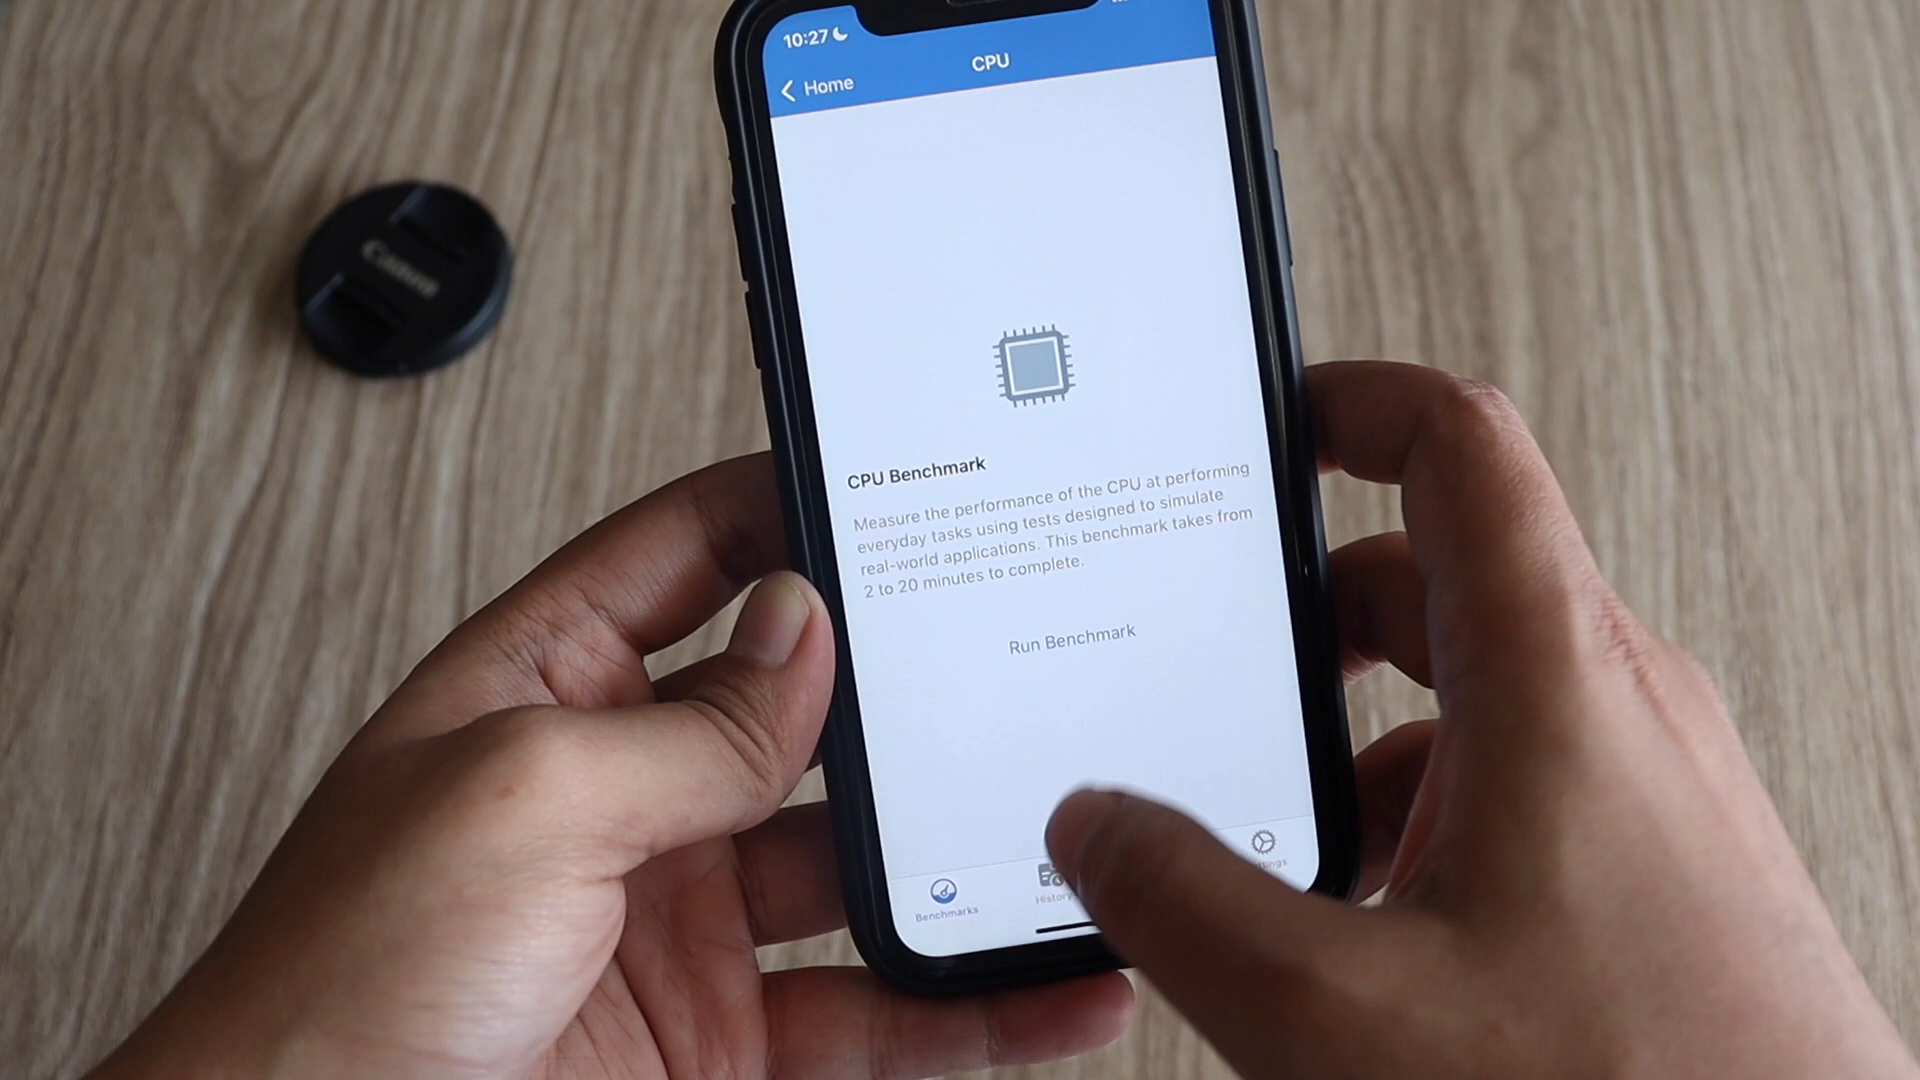 10:27
CPU
Home
Canon
CPU Benchmark
Measure the performance of the CPU at performing
everyday tasks using tests designed to simulate
real-world applications. This benchmark takes from
2 to 20 minutes to complete.
Run Benchmark
Benchmarks
History